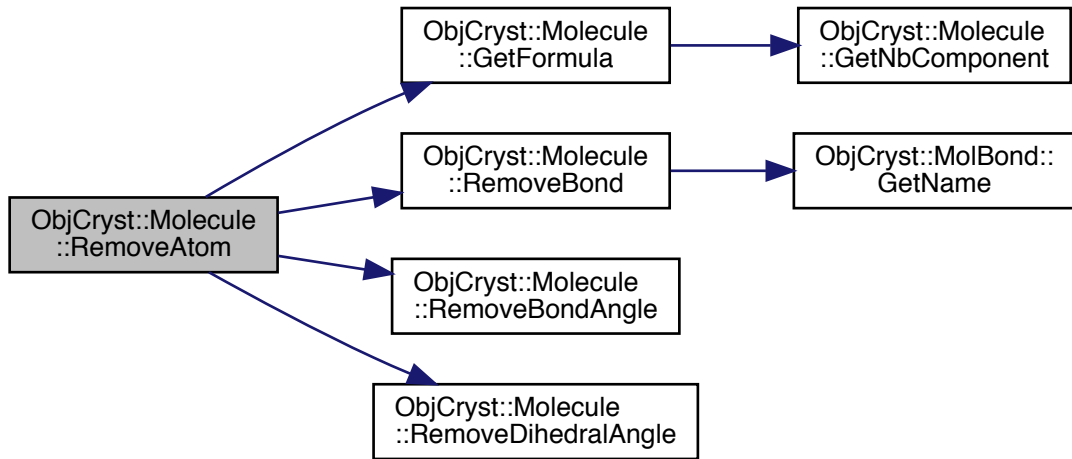 ObjCryst::Molecule
::RemoveAtom
ObjCryst::Molecule
::GetFormula
ObjCryst::Molecule
::GetNbComponent
ObjCryst::Molecule
::RemoveBond
ObjCryst::MolBond::
GetName
ObjCryst::Molecule
::RemoveBondAngle
ObjCryst::Molecule
::RemoveDihedralAngle